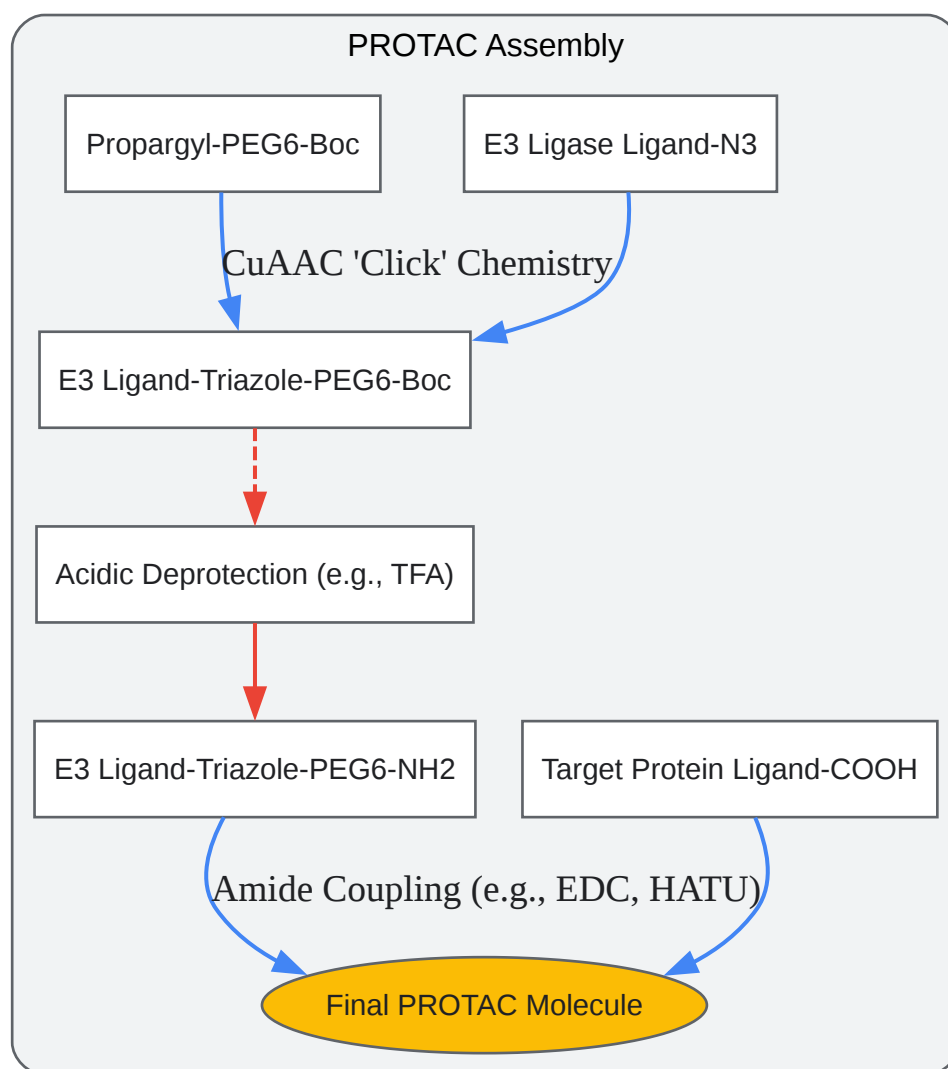 PROTAC Assembly
Propargyl-PEG6-Boc
E3 Ligase Ligand-N3
CuAAC 'Click' Chemistry
E3 Ligand-Triazole-PEG6-Boc
Acidic Deprotection (e.g., TFA)
E3 Ligand-Triazole-PEG6-NH2
Target Protein Ligand-COOH
Amide Coupling (e.g., EDC, HATU)
Final PROTAC Molecule